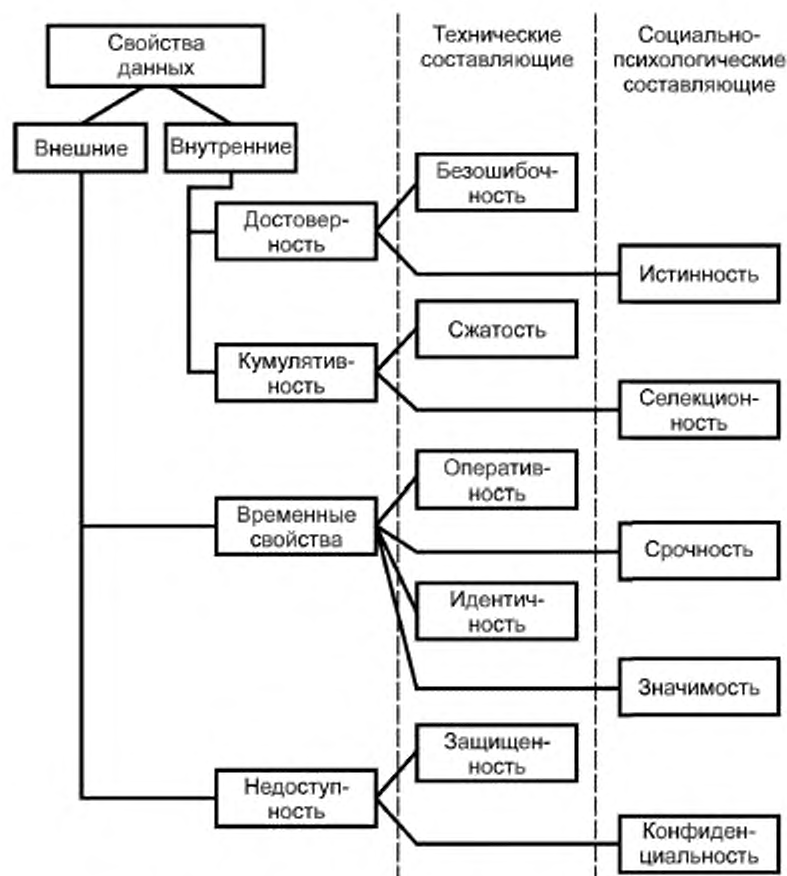 Свойства
данных
Технические
составляющие
Социально-
психологические
составляющие
Внешние
Внутренние
Безошибоч-
ность
Достовер-
ность
Истинность
Сжатость
Кумулятив-
ность
Селекцион-
ность
Оператив-
ность
Временные
свойства
Срочность
Идентич-
ность
Значимость
Защищен-
ность
Недоступ-
ность
Конфиден-
циальность